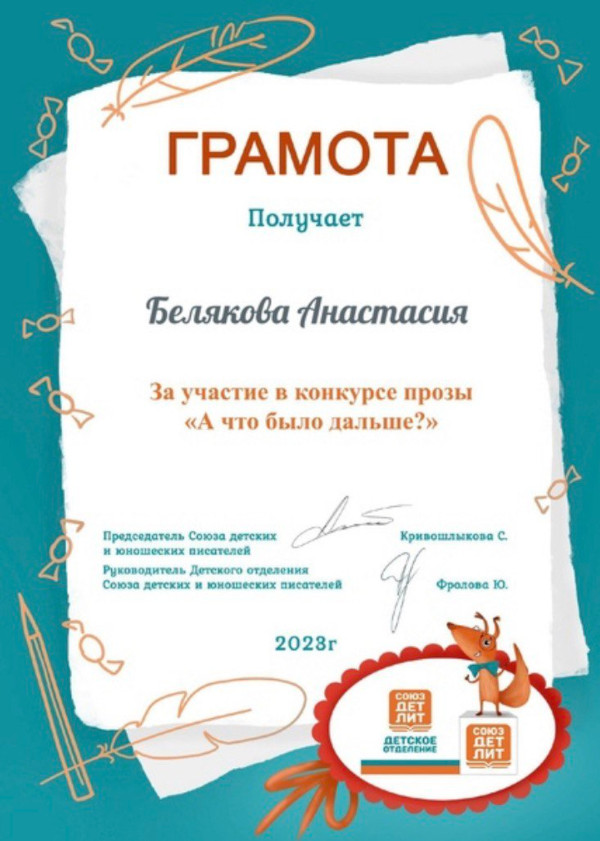 ГРАМОТА
Получает
Белякова Анастасия
За участие в конкурсе прозы
«А что было дальше?»
Председатель Союза детских
и юношеских писателей
Кривошлыкова С.
Руководитель Детского отделения
Союза детских и юношеских писателей
Фролова Ю.
2023г
СОЮЗ
ДЕТ
ЛИТ
ДЕТСКОЕ
ОТДЕЛЕНИЕ
СОЮЗ
ДЕТ
ЛИТ